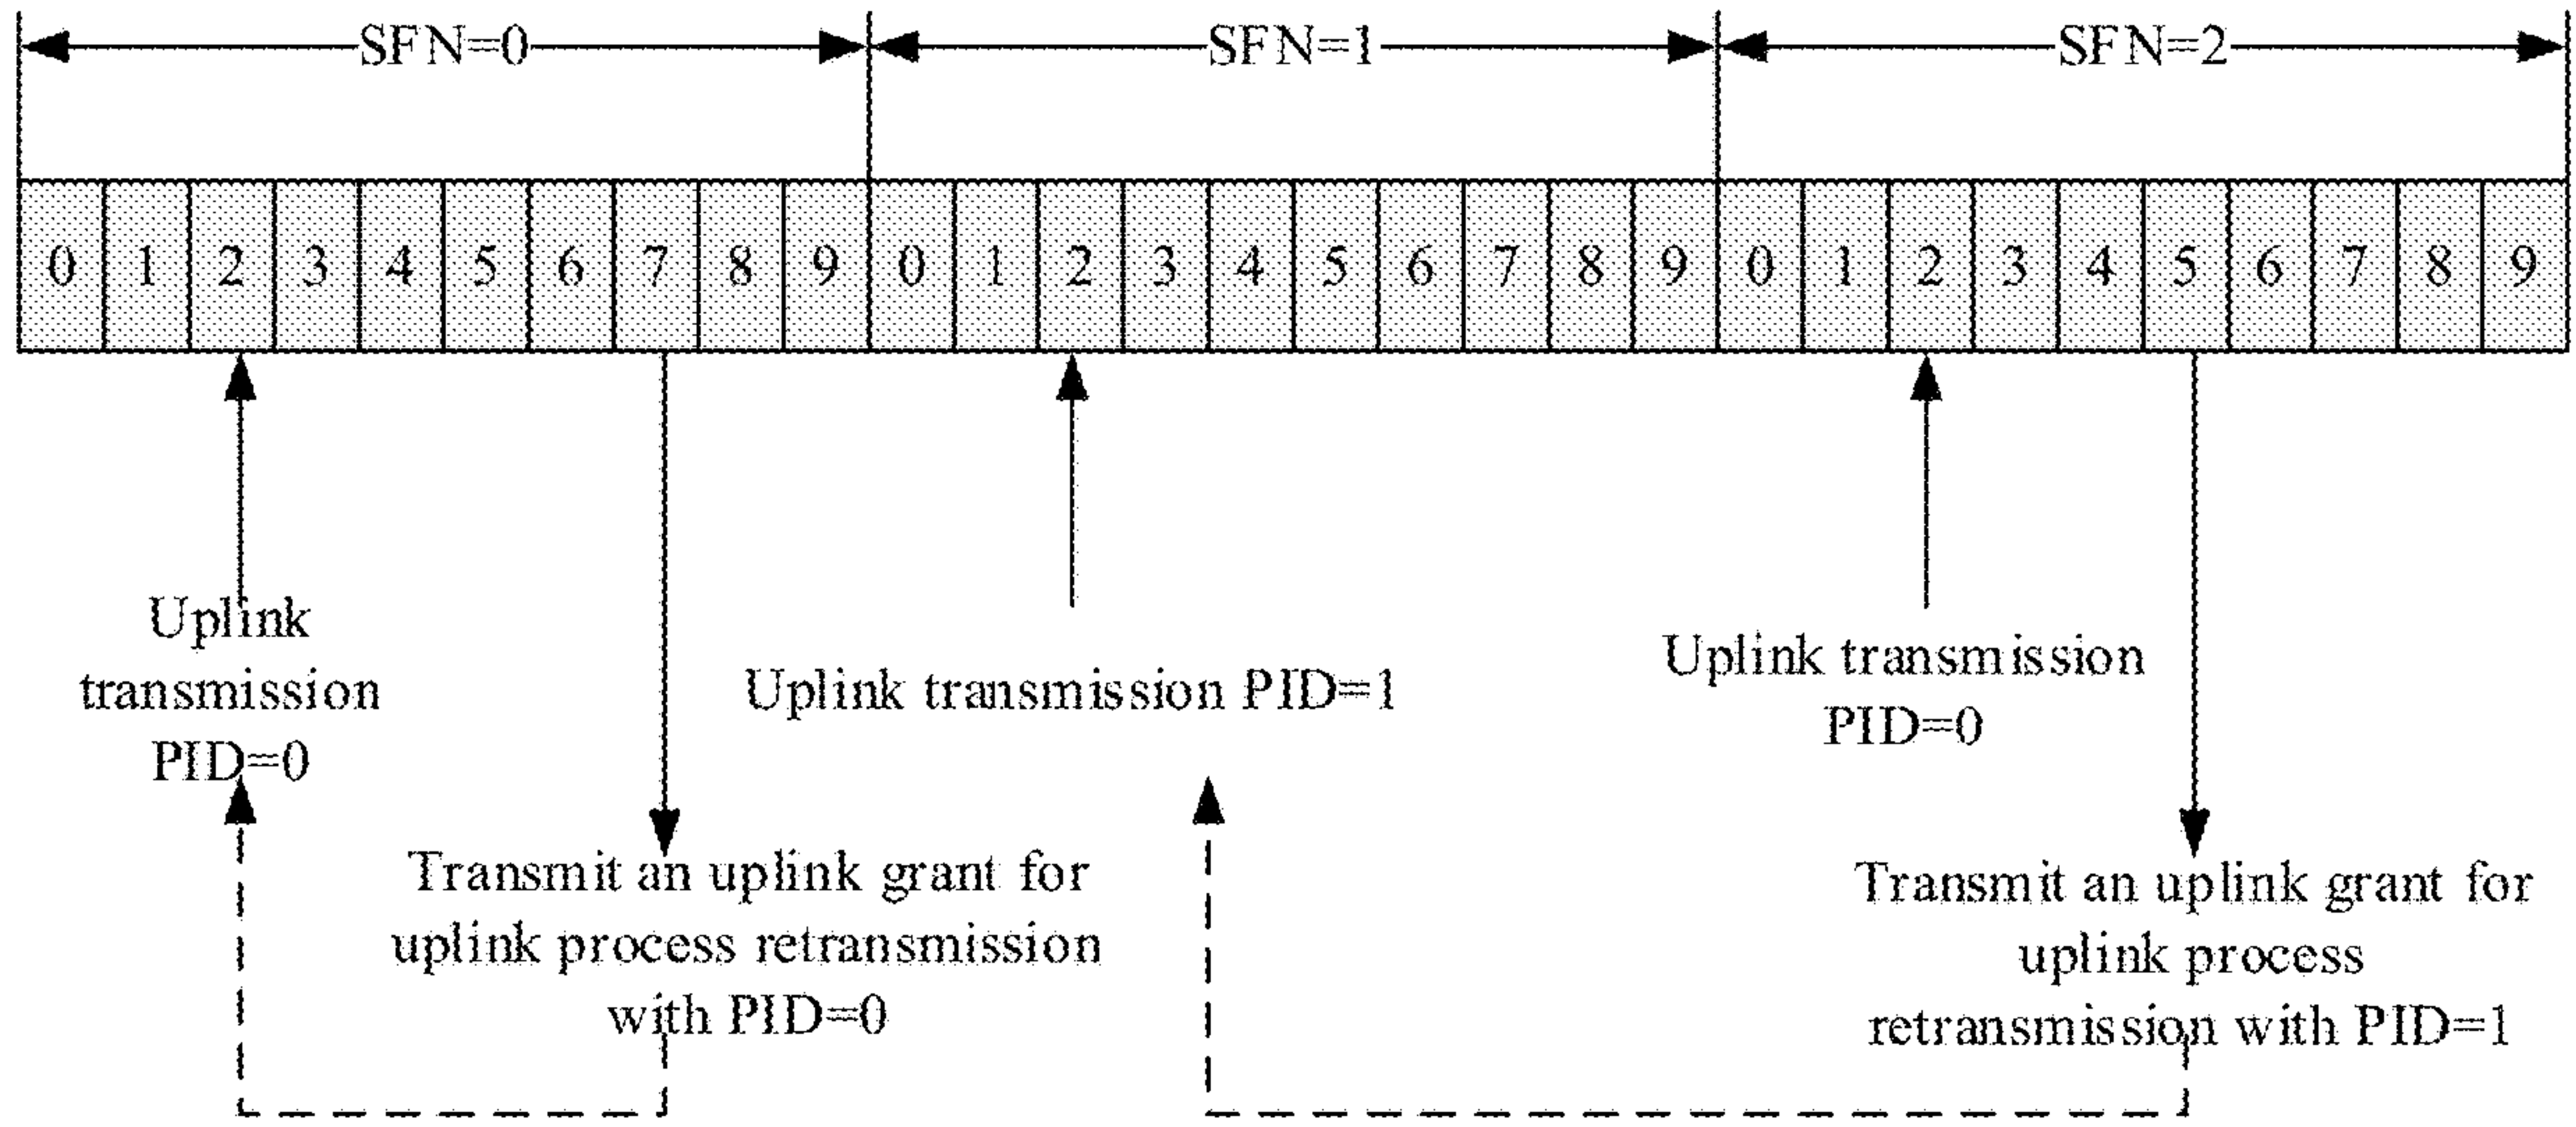 SFN=0 SFN=1 SFN=2
0 1 2 3 4 5 6 7 8 9 0 1 2 3 4 5 6 7 8 9 0 1 2 3 4 5 6 7 8 9
Uplink
transmission
PID=0
Uplink transmission PID=1
Uplink transmission
PID=0
Transmit an uplink grant for
uplink process retransmission
with PID=0
Transmit an uplink grant for
uplink process
retransmission with PID=1